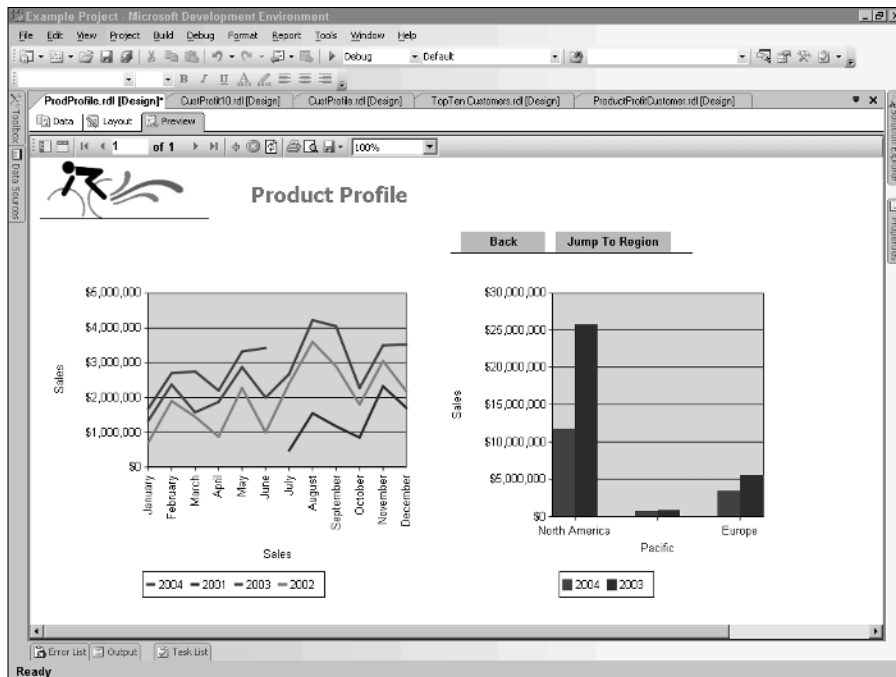 Example Project - Microsoft Development Environment
File Edit View Project Build Debug Format Report Tools Window Help
Debug Default
B I U A
ProdProfile.rdl [Design]* CustProfit10.rdl [Design] CustProfile.rdl [Design] TopTen Customers.rdl [Design] ProductProfitCustomer.rdl [Design]
Toolbox
Data Sources
Solution Explorer
Properties
Data Layout Preview
1 of 1 100%
Product Profile
Back Jump To Region
$5,000,000
$4,000,000
$3,000,000
$2,000,000
$1,000,000
$0
Sales
January
February
March
April
May
June
July
August
September
October
November
December
Sales
2004 2001 2003 2002
$30,000,000
$25,000,000
$20,000,000
$15,000,000
$10,000,000
$5,000,000
$0
Sales
North America
Europe
Pacific
2004 2003
Error List Output Task List
Ready